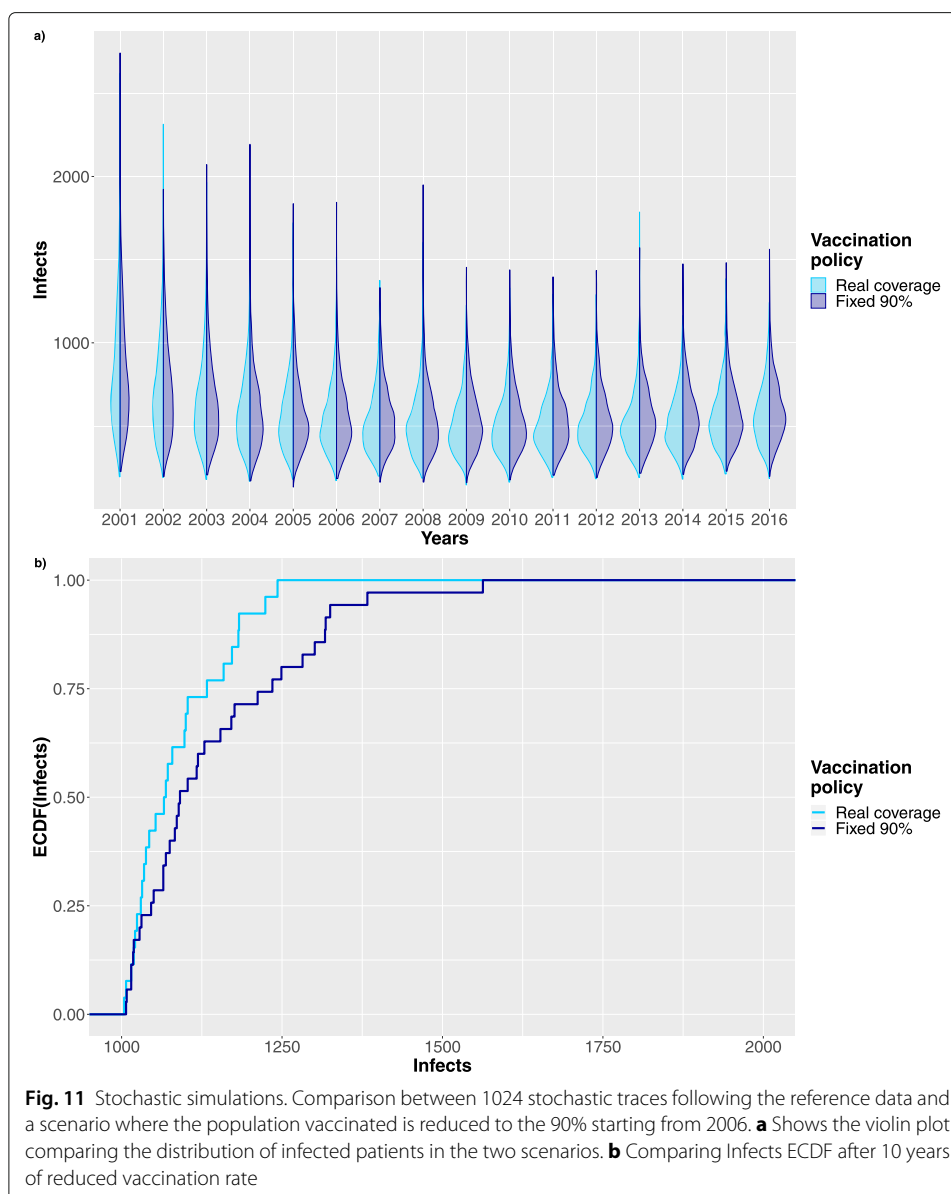 a)
2000
1000
Infects
2001 2002 2003 2004 2005 2006 2007 2008 2009 2010 2011 2012 2013 2014 2015 2016
Years
Vaccination
policy
Real coverage
Fixed 90%
b)
1.00
0.75
0.50
0.25
0.00
ECDF(Infects)
1000 1250 1500 1750 2000
Infects
Vaccination
policy
Real coverage
Fixed 90%
Fig. 11 Stochastic simulations. Comparison between 1024 stochastic traces following the reference data and
a scenario where the population vaccinated is reduced to the 90% starting from 2006. a Shows the violin plot
comparing the distribution of infected patients in the two scenarios. b Comparing Infects ECDF after 10 years
of reduced vaccination rate